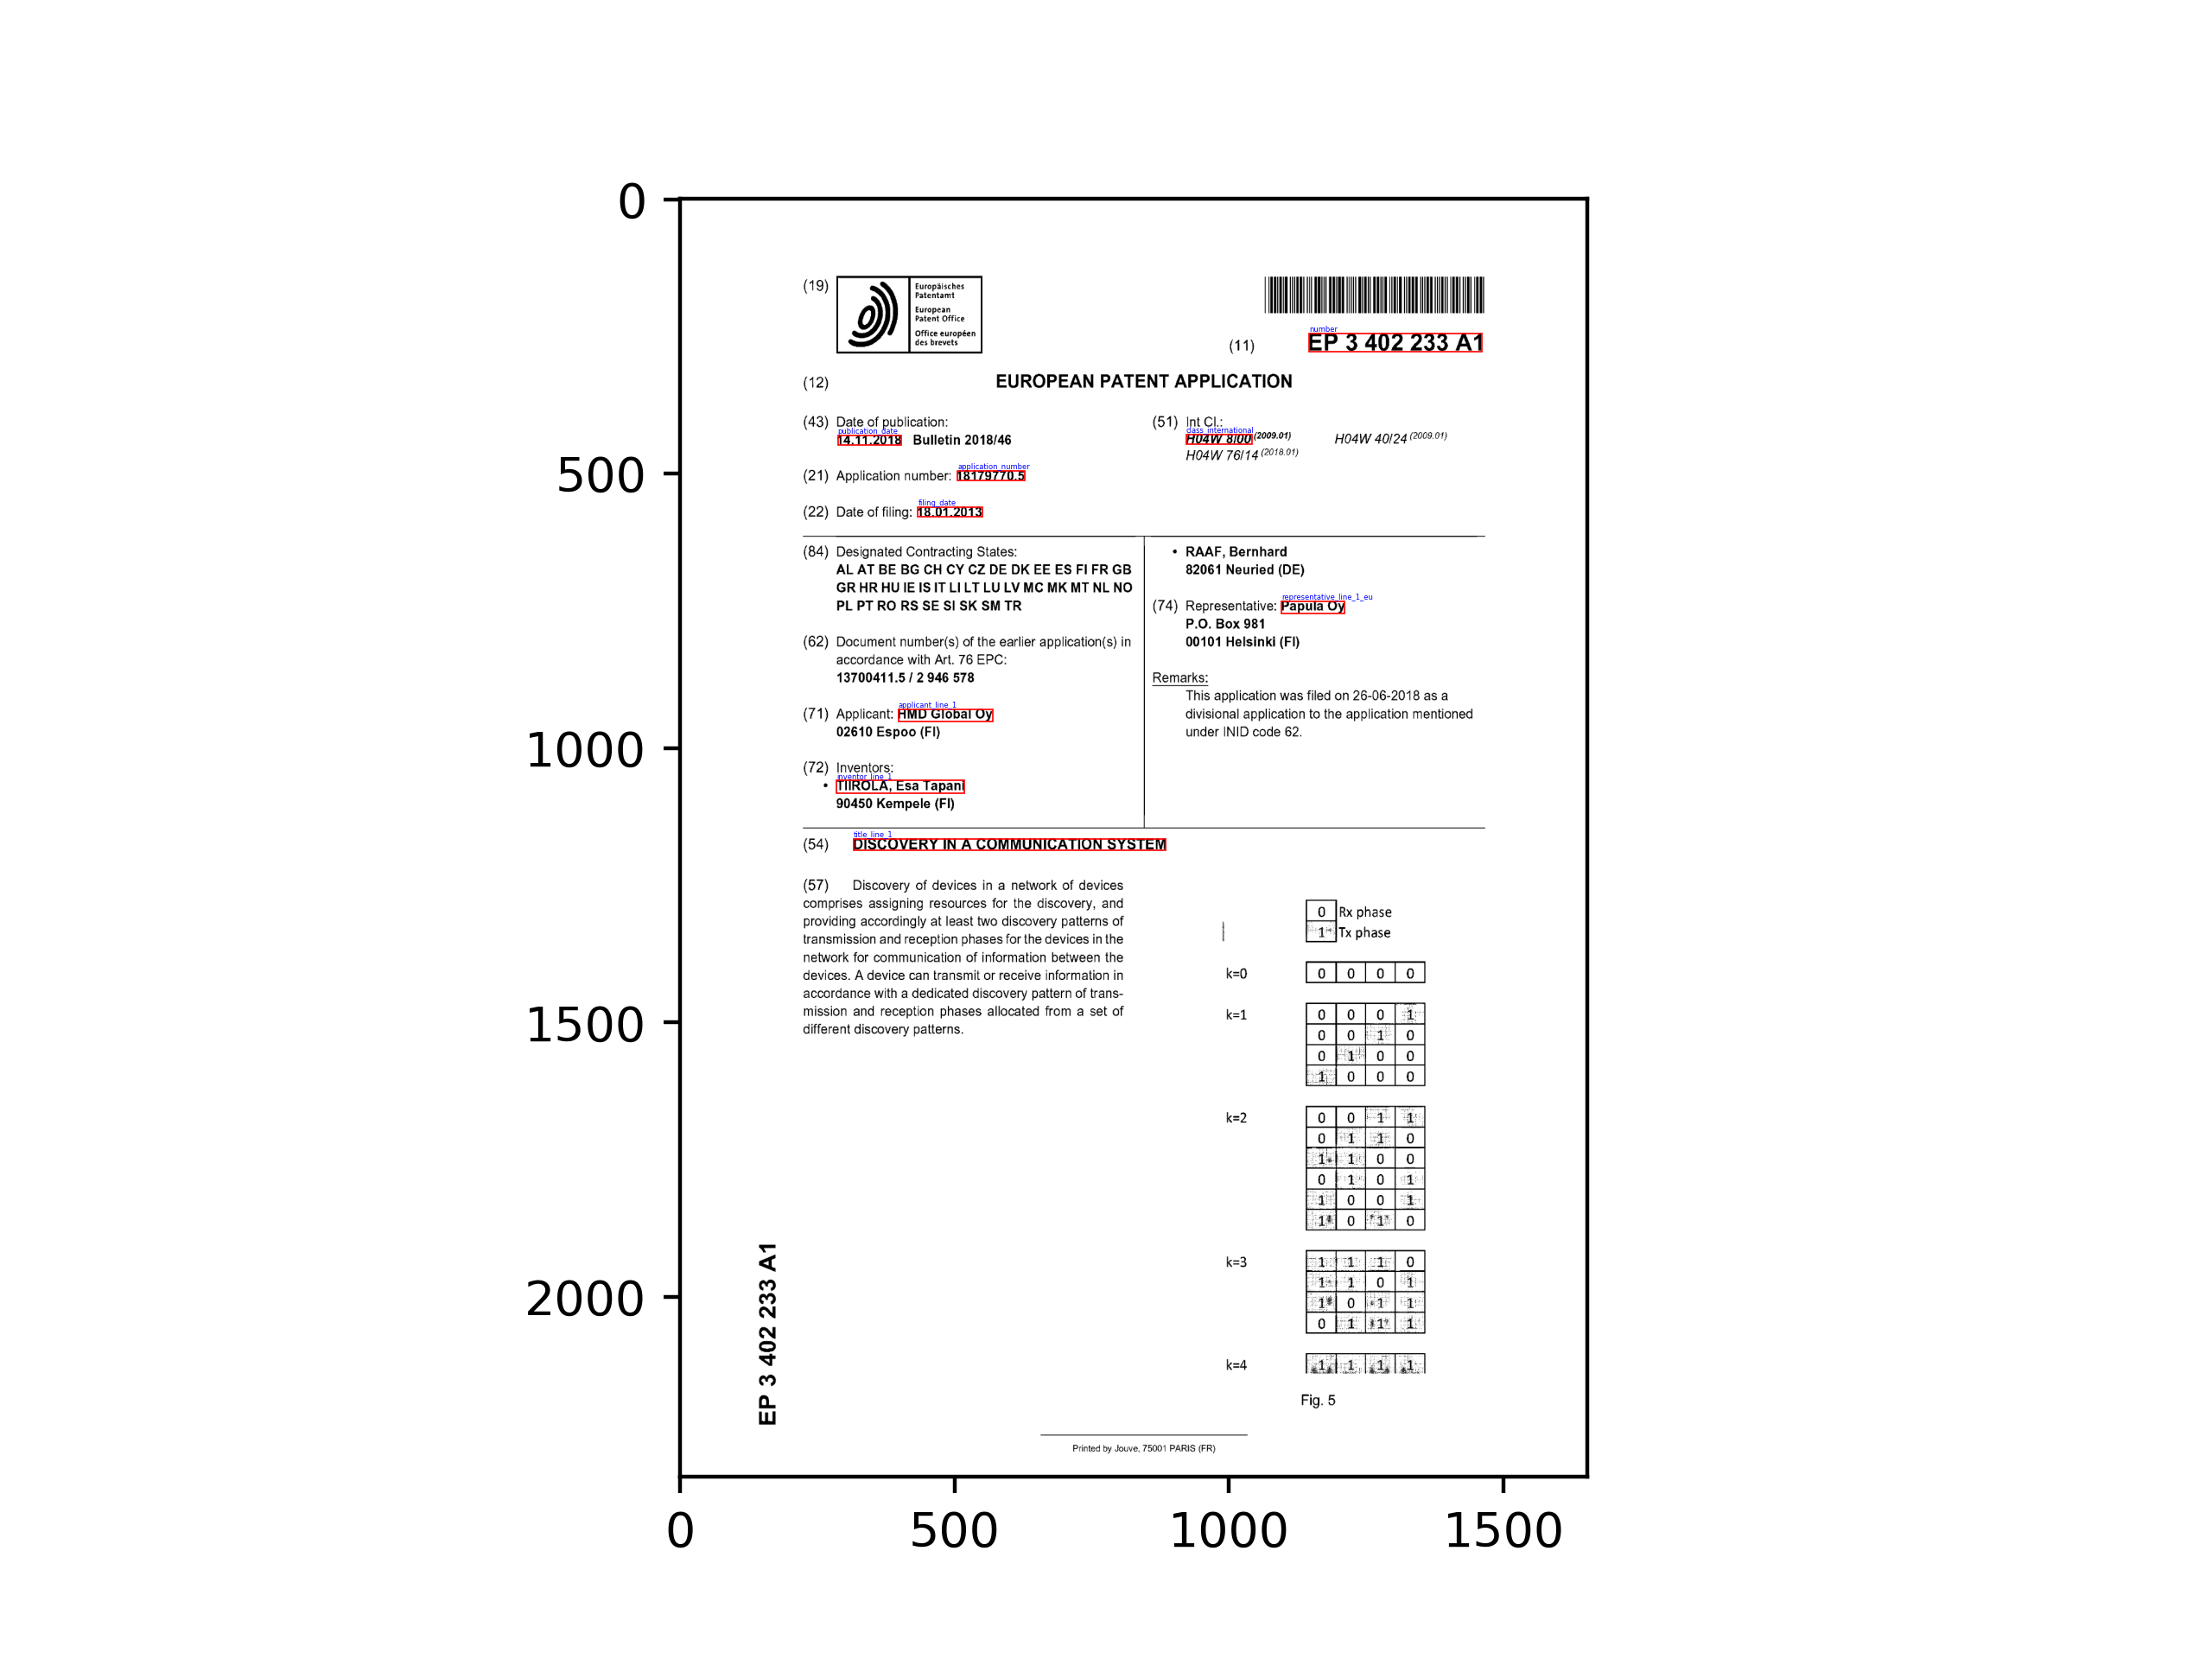 0
500
1000
1500
2000
0
500
1000
1500
(19)
Europäisches
Patentamt
European
Patent Office
Office européen
des brevets
number
(11)
EP 3 402 233 A1
(12)
EUROPEAN PATENT APPLICATION
(43) Date of publication:
publication_date
14.11.2018 Bulletin 2018/46
(21) Application number: 18179770.5
application_number
(22) Date of filing: 18.01.2013
filing_date
(51) Int Cl.:
class_international
H04W 8/00 (2009.01) H04W 40/24 (2009.01)
H04W 76/14 (2018.01)
(84) Designated Contracting States:
AL AT BE BG CH CY CZ DE DK EE ES FI FR GB
GR HR HU IE IS IT LI LT LU LV MC MK MT NL NO
PL PT RO RS SE SI SK SM TR
(62) Document number(s) of the earlier application(s) in
accordance with Art. 76 EPC:
13700411.5 / 2 946 578
applicant_line_1
(71) Applicant: HMD Global Oy
02610 Espoo (FI)
(72) Inventors:
inventor_line_1
• TIIROLA, Esa Tapani
90450 Kempele (FI)
• RAAF, Bernhard
82061 Neuried (DE)
representative_line_1_eu
(74) Representative: Papula Oy
P.O. Box 981
00101 Helsinki (FI)
Remarks:
This application was filed on 26-06-2018 as a
divisional application to the application mentioned
under INID code 62.
title_line_1
(54) DISCOVERY IN A COMMUNICATION SYSTEM
(57) Discovery of devices in a network of devices
comprises assigning resources for the discovery, and
providing accordingly at least two discovery patterns of
transmission and reception phases for the devices in the
network for communication of information between the
devices. A device can transmit or receive information in
accordance with a dedicated discovery pattern of trans-
mission and reception phases allocated from a set of
different discovery patterns.
0 Rx phase
1 Tx phase
k=0 0 0 0 0
k=1 0 0 0 1
0 0 1 0
0 1 0 0
1 0 0 0
k=2 0 0 1 1
0 1 1 0
1 1 0 0
0 1 0 1
1 0 0 1
1 0 1 0
k=3 1 1 1 0
1 1 0 1
1 0 1 1
0 1 1 1
k=4 1 1 1 1
Fig. 5
EP 3 402 233 A1
Printed by Jouve, 75001 PARIS (FR)